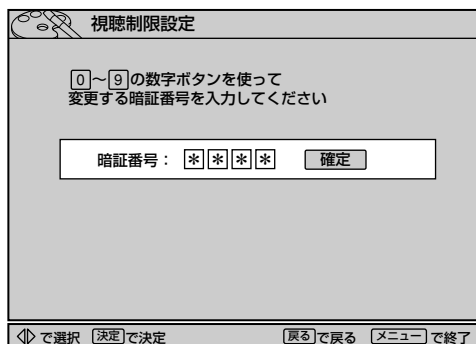 視聴制限設定
0～9の数字ボタンを使って
変更する暗証番号を入力してください
暗証番号： ＊＊＊＊ 確定
で選択 決定で決定 戻るで戻る メニューで終了